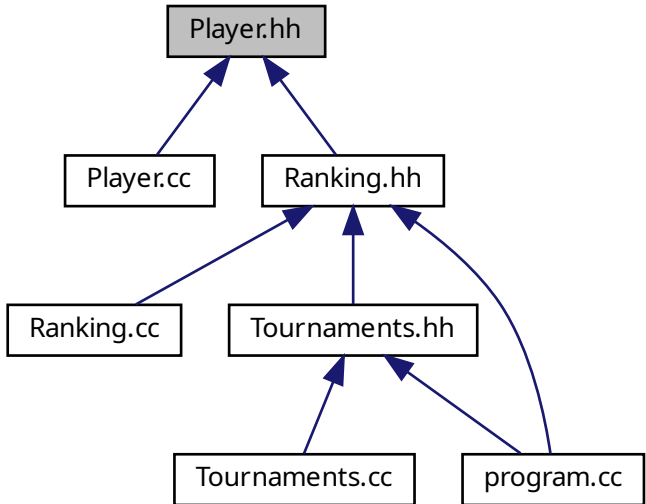 Player.hh
Player.cc
Ranking.hh
Ranking.cc
Tournaments.hh
Tournaments.cc
program.cc